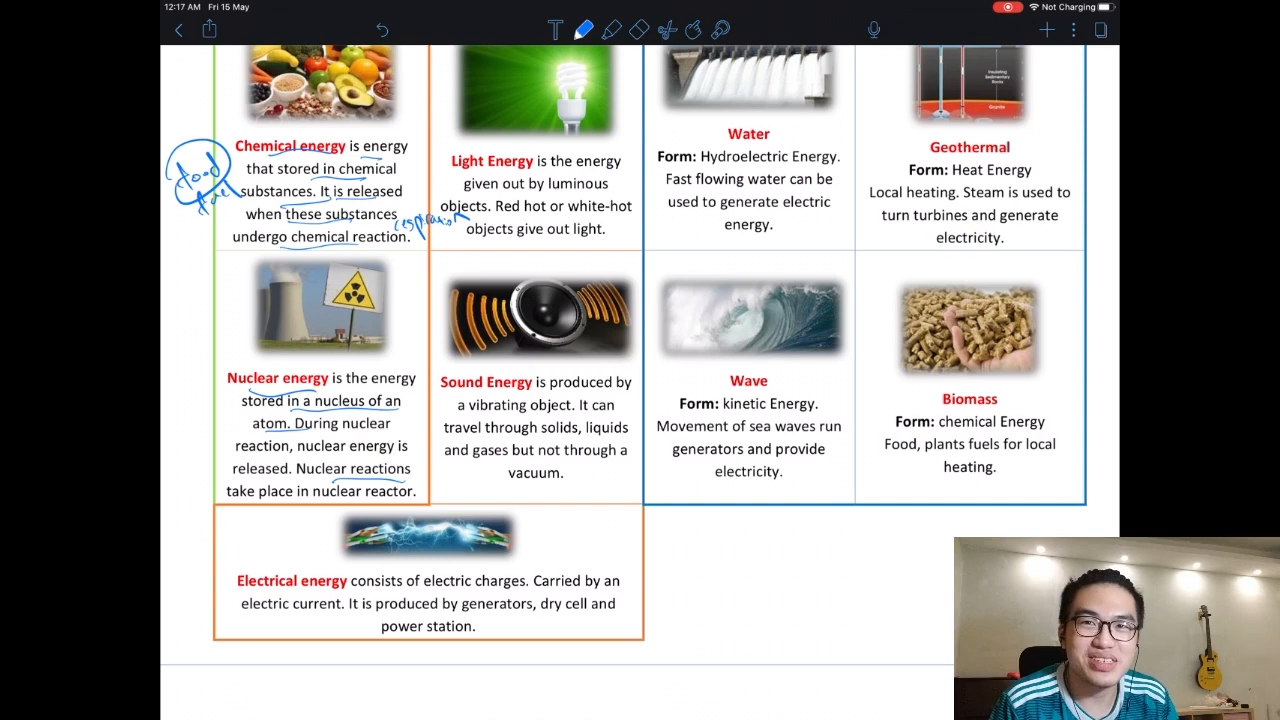 12:17 AM Fri 15 May
Not Charging
Insulating
Sedimentary
Rocks
Granite
Chemical energy is energy
that stored in chemical
substances. It is released
when these substances
undergo chemical reaction.
food
respiration
Light Energy is the energy
given out by luminous
objects. Red hot or white-hot
objects give out light.
Water
Form: Hydroelectric Energy.
Fast flowing water can be
used to generate electric
energy.
Geothermal
Form: Heat Energy
Local heating. Steam is used to
turn turbines and generate
electricity.
Nuclear energy is the energy
stored in a nucleus of an
atom. During nuclear
reaction, nuclear energy is
released. Nuclear reactions
take place in nuclear reactor.
Sound Energy is produced by
a vibrating object. It can
travel through solids, liquids
and gases but not through a
vacuum.
Wave
Form: kinetic Energy.
Movement of sea waves run
generators and provide
electricity.
Biomass
Form: chemical Energy
Food, plants fuels for local
heating.
Electrical energy consists of electric charges. Carried by an
electric current. It is produced by generators, dry cell and
power station.